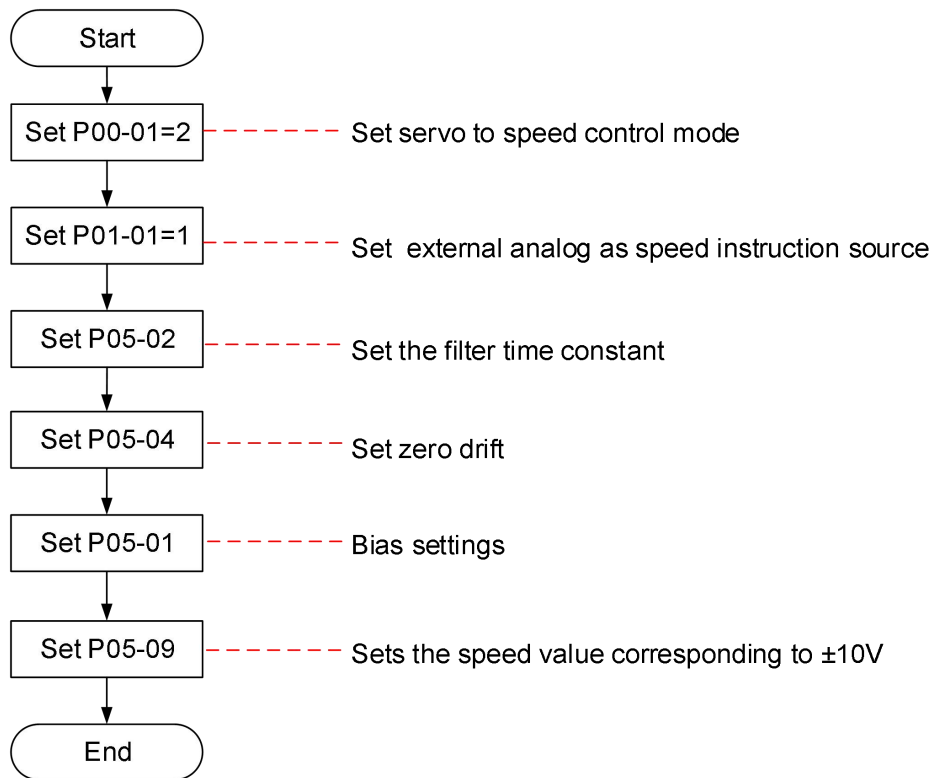 Start
Set P00-01=2
Set servo to speed control mode
Set P01-01=1
Set external analog as speed instruction source
Set P05-02
Set the filter time constant
Set P05-04
Set zero drift
Set P05-01
Bias settings
Set P05-09
Sets the speed value corresponding to ±10V
End